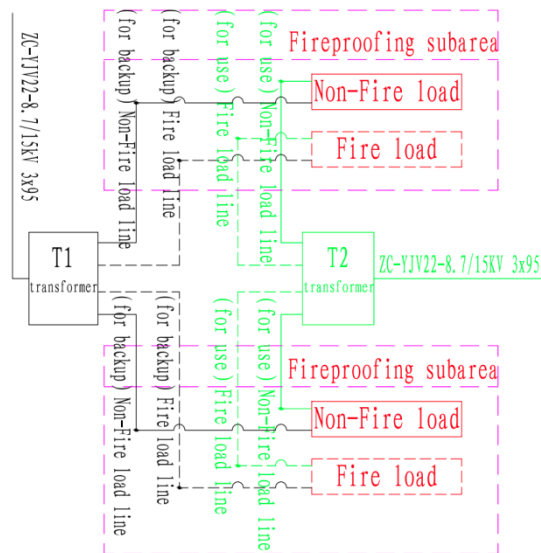 ZC-YJV22-8.7/15kV 3x95
(for backup) Non-Fire load line
(for backup) Fire load line
(for use) Fire load line
(for use) Non-Fire load line
Fireproofing subarea
Non-Fire load
Fire load
T1
transformer
T2
transformer
ZC-YJV22-8.7/15KV 3x95
(for backup) Non-Fire load line
(for backup) Fire load line
(for use) Fire load line
(for use) Non-Fire load line
Fireproofing subarea
Non-Fire load
Fire load